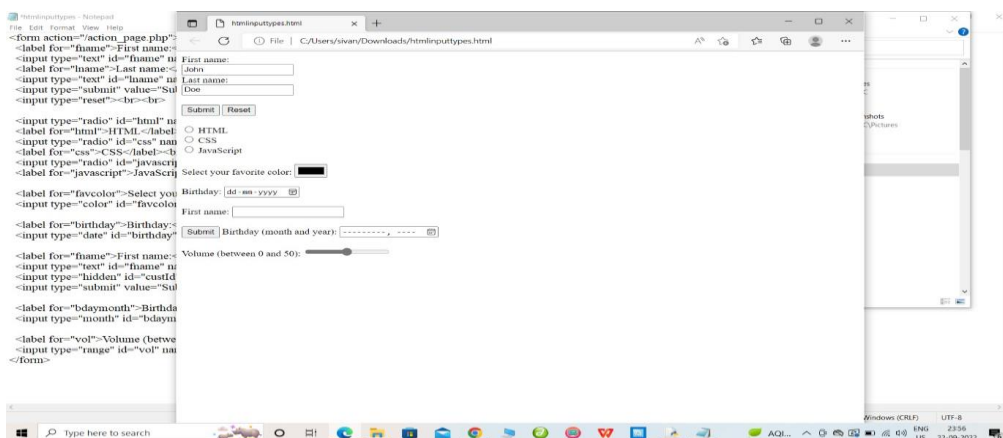 *htmlinputtypes - Notepad
File Edit Format View Help
<form action="/action_page.php">
<label for="fname">First name:<
<input type="text" id="fname" na
<label for="lname">Last name:<
<input type="text" id="lname" na
<input type="submit" value="Sub
<input type="reset"><br><br>
<input type="radio" id="html" na
<label for="html">HTML</label
<input type="radio" id="css" nam
<label for="css">CSS</label><b
<input type="radio" id="javascrip
<label for="javascript">JavaScrip
<label for="favcolor">Select you
<input type="color" id="favcolor
<label for="birthday">Birthday:<
<input type="date" id="birthday"
<label for="fname">First name:<
<input type="text" id="fname" na
<input type="hidden" id="custId
<input type="submit" value="Sub
<label for="bdaymonth">Birthda
<input type="month" id="bdaym
<label for="vol">Volume (betwe
<input type="range" id="vol" nar
</form>
htmlinputtypes.html
File | C:/Users/sivan/Downloads/htmlinputtypes.html
First name:
John
Last name:
Doe
Submit Reset
HTML
CSS
JavaScript
Select your favorite color:
Birthday: dd-mm-yyyy
First name:
Submit Birthday (month and year): ---------, ----
Volume (between 0 and 50):
C\Pictures
Windows (CRLF) UTF-8
Type here to search
AQI... ENG 23:56
US 22-09-2022